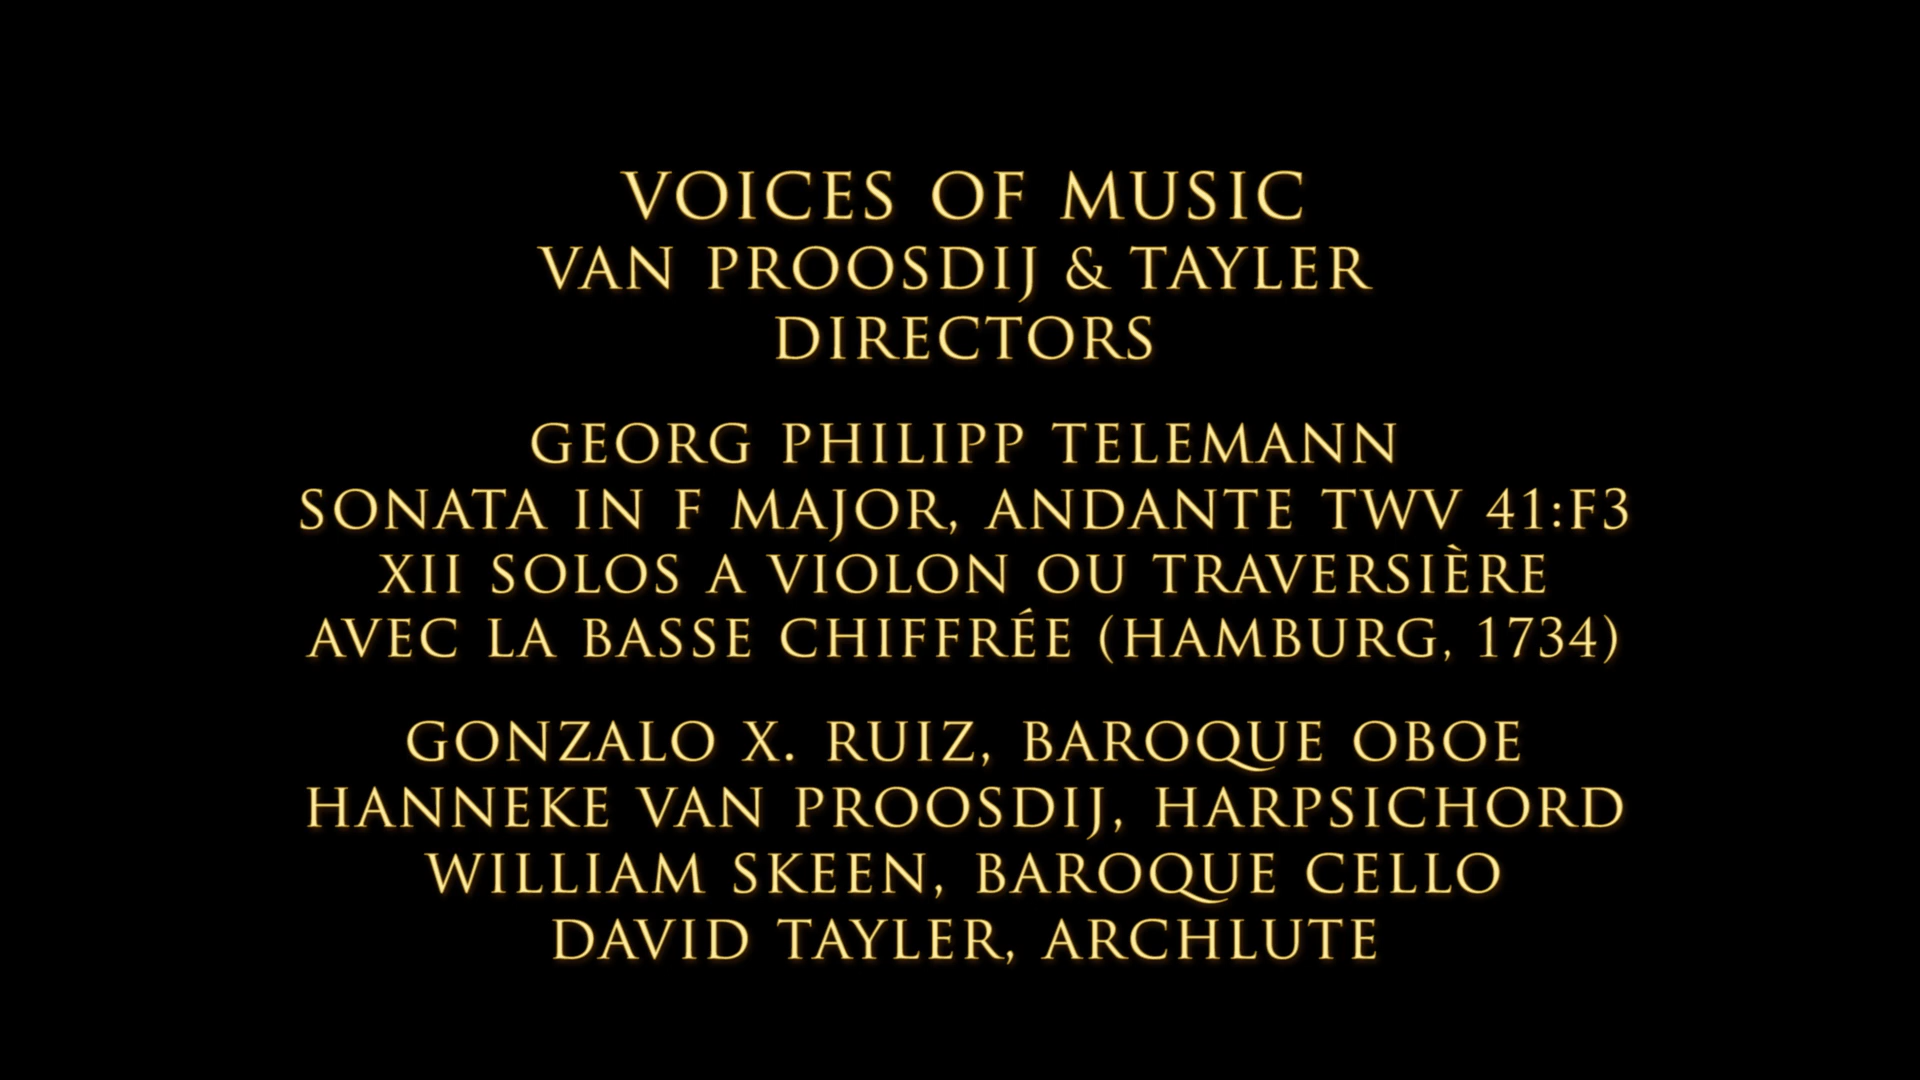 VOICES OF MUSIC
VAN PROOSDIJ & TAYLER
DIRECTORS
GEORG PHILIPP TELEMANN
SONATA IN F MAJOR, ANDANTE TWV 41:F3
XII SOLOS A VIOLON OU TRAVERSIÈRE
AVEC LA BASSE CHIFFRÉE (HAMBURG, 1734)
GONZALO X. RUIZ, BAROQUE OBOE
HANNEKE VAN PROOSDIJ, HARPSICHORD
WILLIAM SKEEN, BAROQUE CELLO
DAVID TAYLER, ARCHLUTE